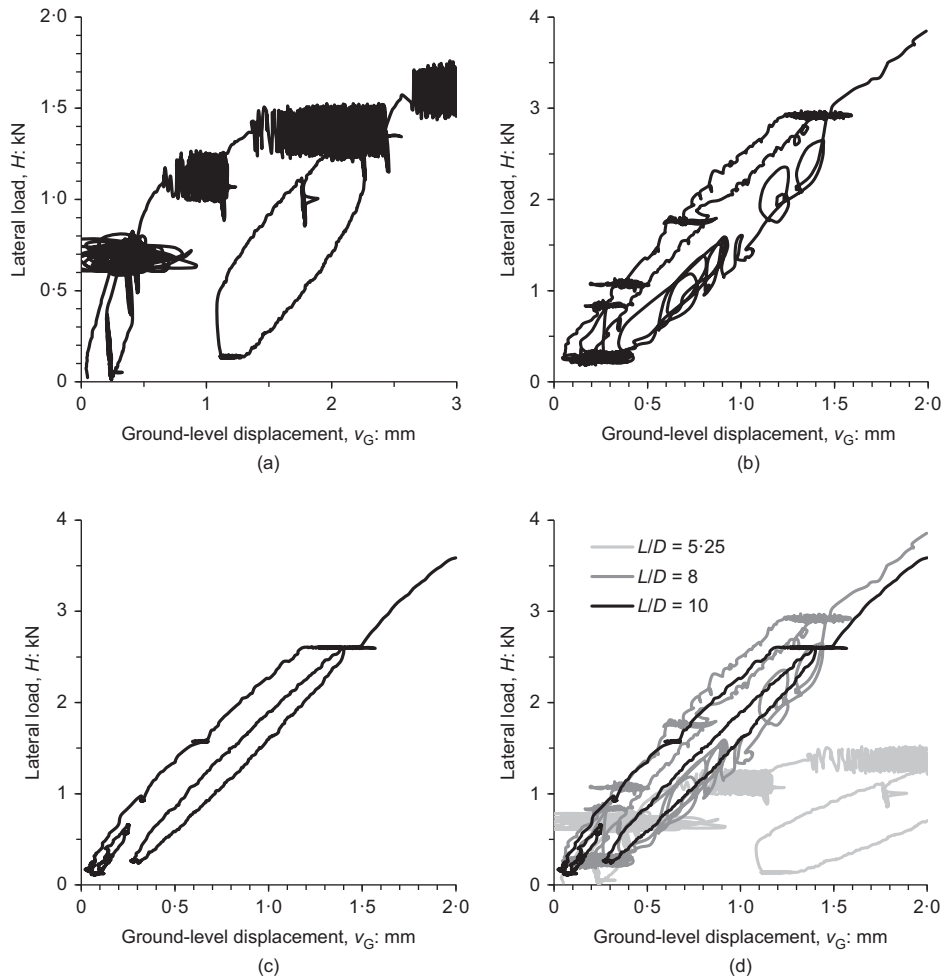 2·0
1·5
1·0
0·5
0
Lateral load, H: kN
0
1
2
3
Ground-level displacement, vG: mm
(a)
4
3
2
1
0
Lateral load, H: kN
0
0·5
1·0
1·5
2·0
Ground-level displacement, vG: mm
(b)
4
3
2
1
0
Lateral load, H: kN
0
0·5
1·0
1·5
2·0
Ground-level displacement, vG: mm
(c)
4
3
2
1
0
Lateral load, H: kN
L/D = 5·25
L/D = 8
L/D = 10
0
0·5
1·0
1·5
2·0
Ground-level displacement, vG: mm
(d)